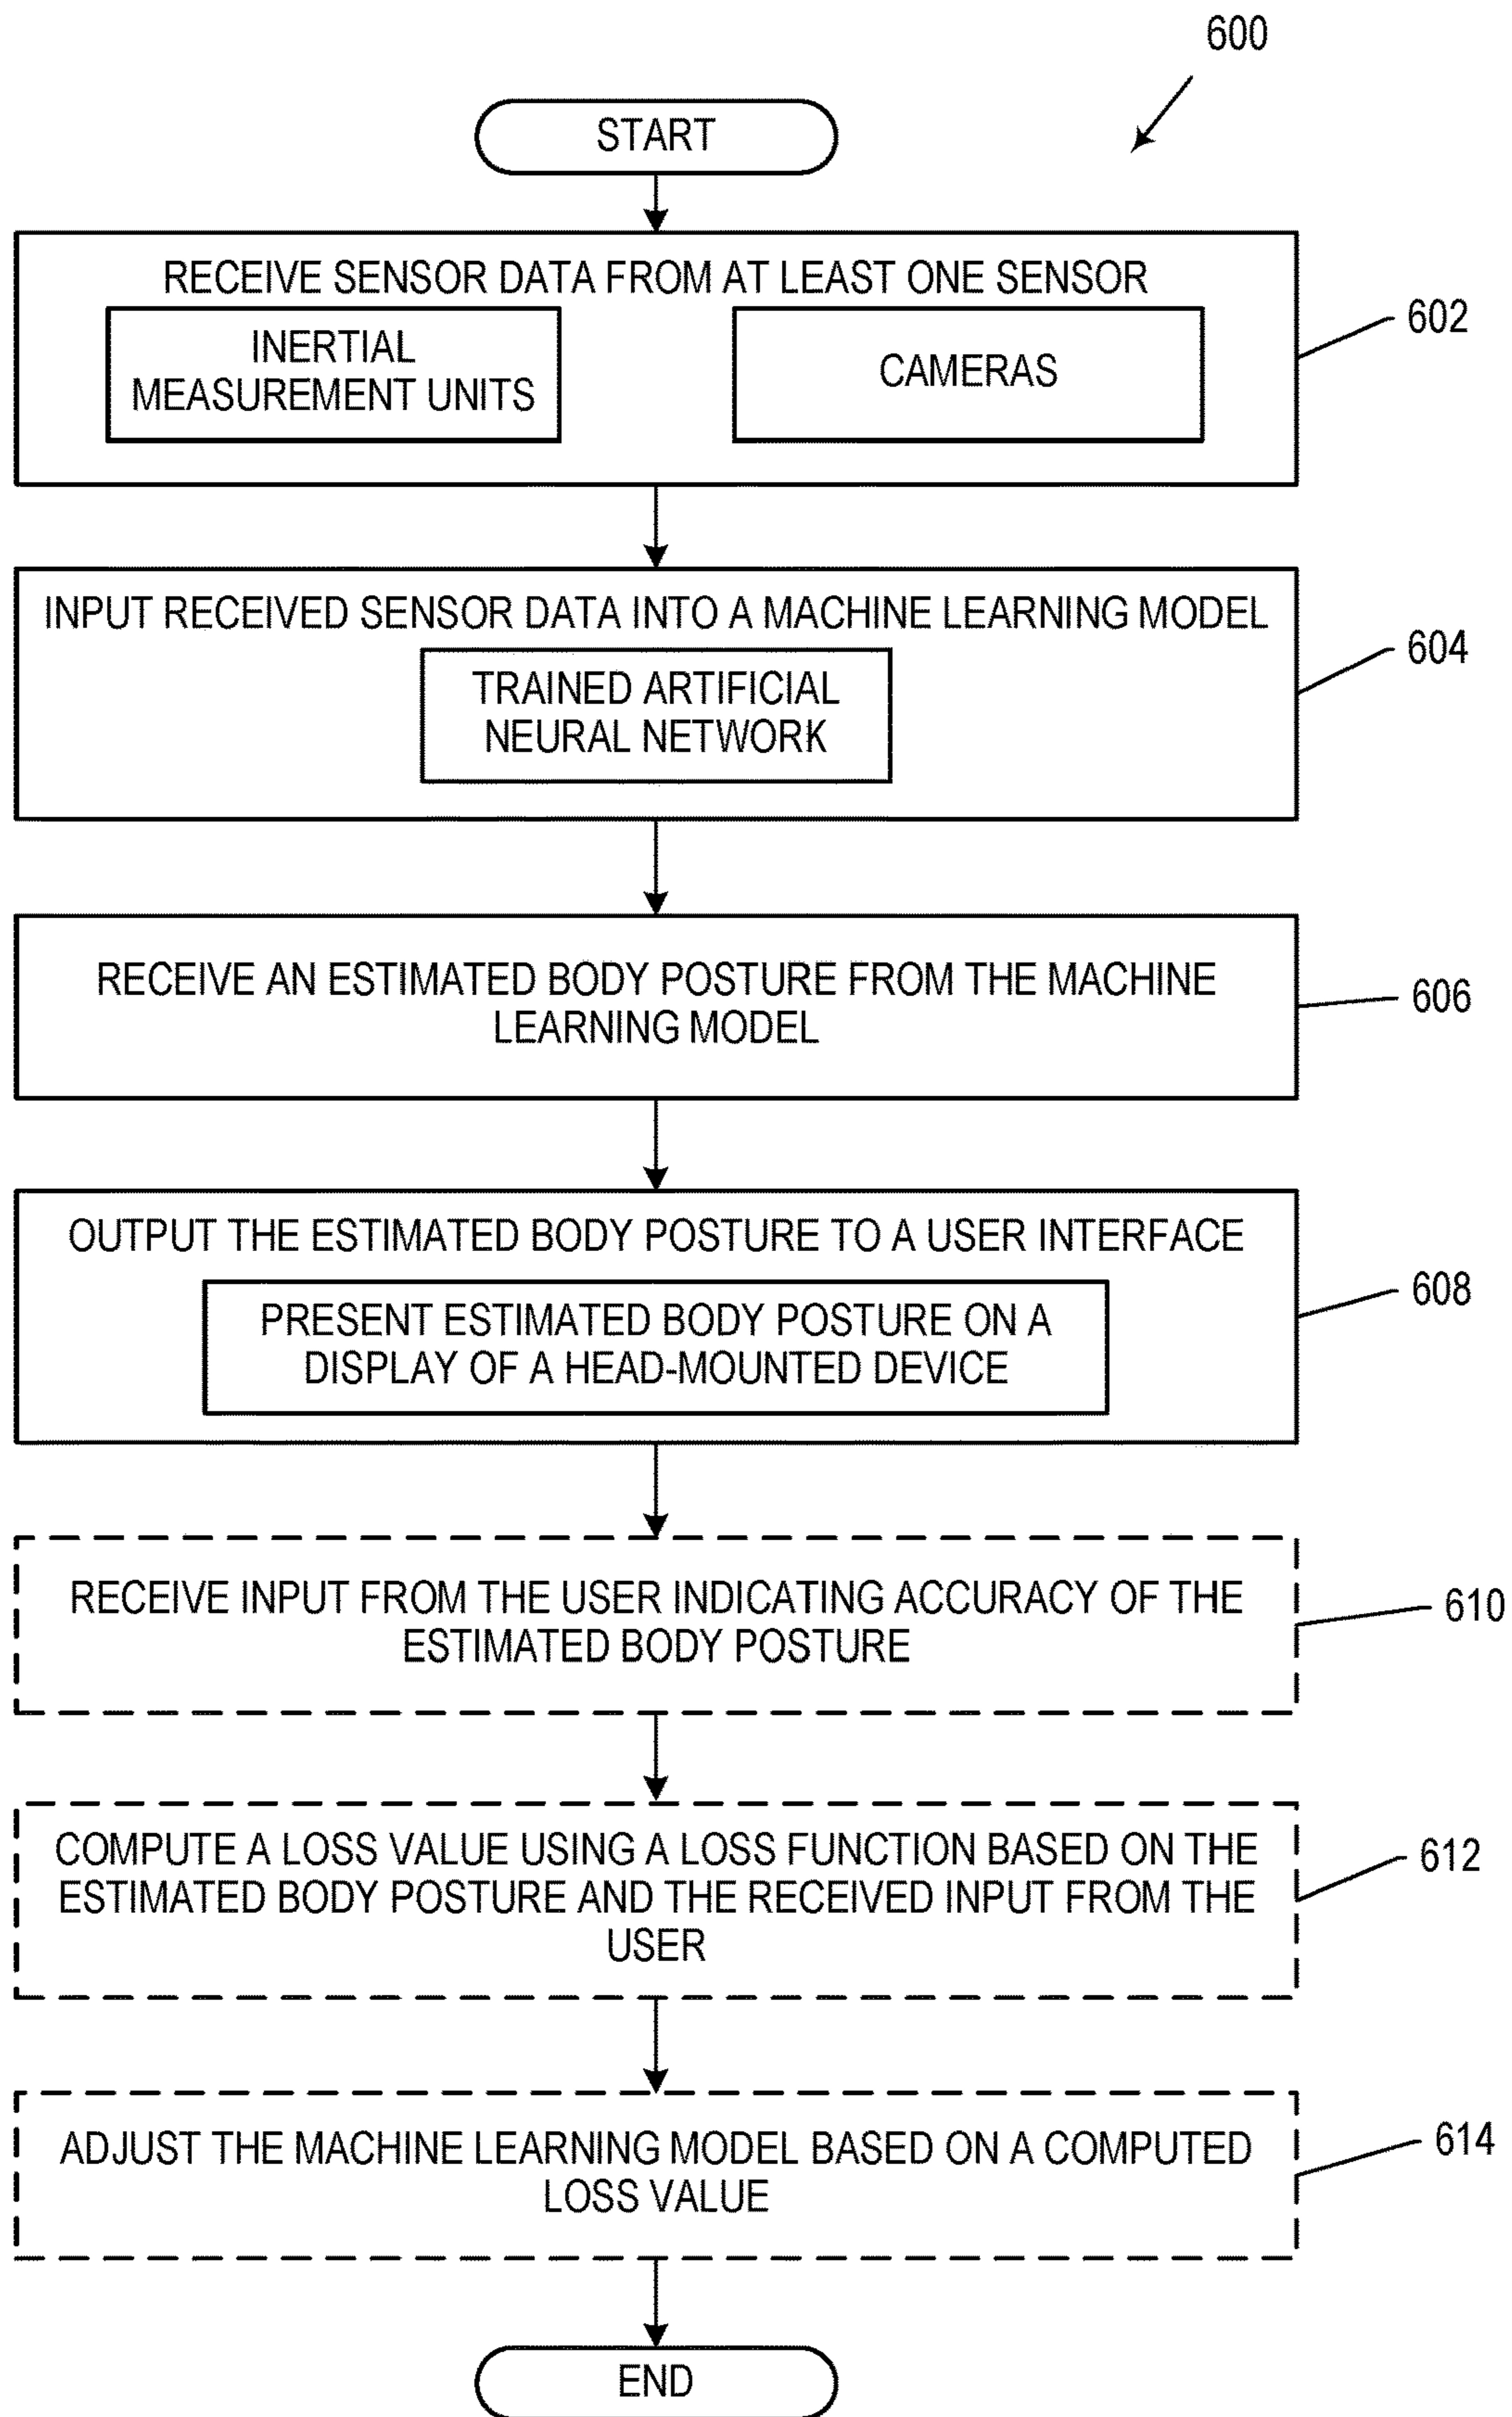 600
START
RECEIVE SENSOR DATA FROM AT LEAST ONE SENSOR
INERTIAL
MEASUREMENT UNITS
CAMERAS
602
INPUT RECEIVED SENSOR DATA INTO A MACHINE LEARNING MODEL
TRAINED ARTIFICIAL
NEURAL NETWORK
604
RECEIVE AN ESTIMATED BODY POSTURE FROM THE MACHINE
LEARNING MODEL
606
OUTPUT THE ESTIMATED BODY POSTURE TO A USER INTERFACE
PRESENT ESTIMATED BODY POSTURE ON A
DISPLAY OF A HEAD-MOUNTED DEVICE
608
RECEIVE INPUT FROM THE USER INDICATING ACCURACY OF THE
ESTIMATED BODY POSTURE
610
COMPUTE A LOSS VALUE USING A LOSS FUNCTION BASED ON THE
ESTIMATED BODY POSTURE AND THE RECEIVED INPUT FROM THE
USER
612
ADJUST THE MACHINE LEARNING MODEL BASED ON A COMPUTED
LOSS VALUE
614
END